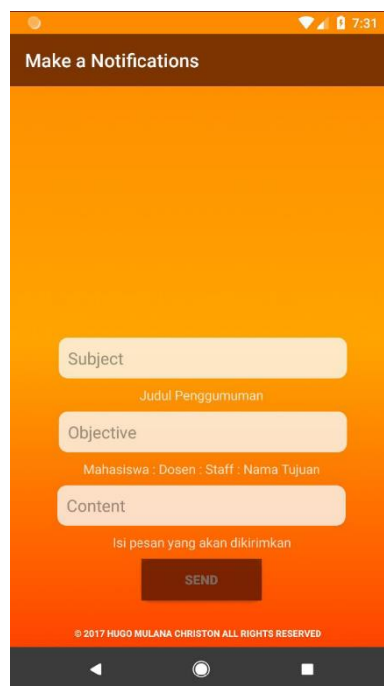 7:31
Make a Notifications
Subject
Judul Penggumuman
Objective
Mahasiswa : Dosen : Staff : Nama Tujuan
Content
Isi pesan yang akan dikirimkan
SEND
© 2017 HUGO MULANA CHRISTON ALL RIGHTS RESERVED